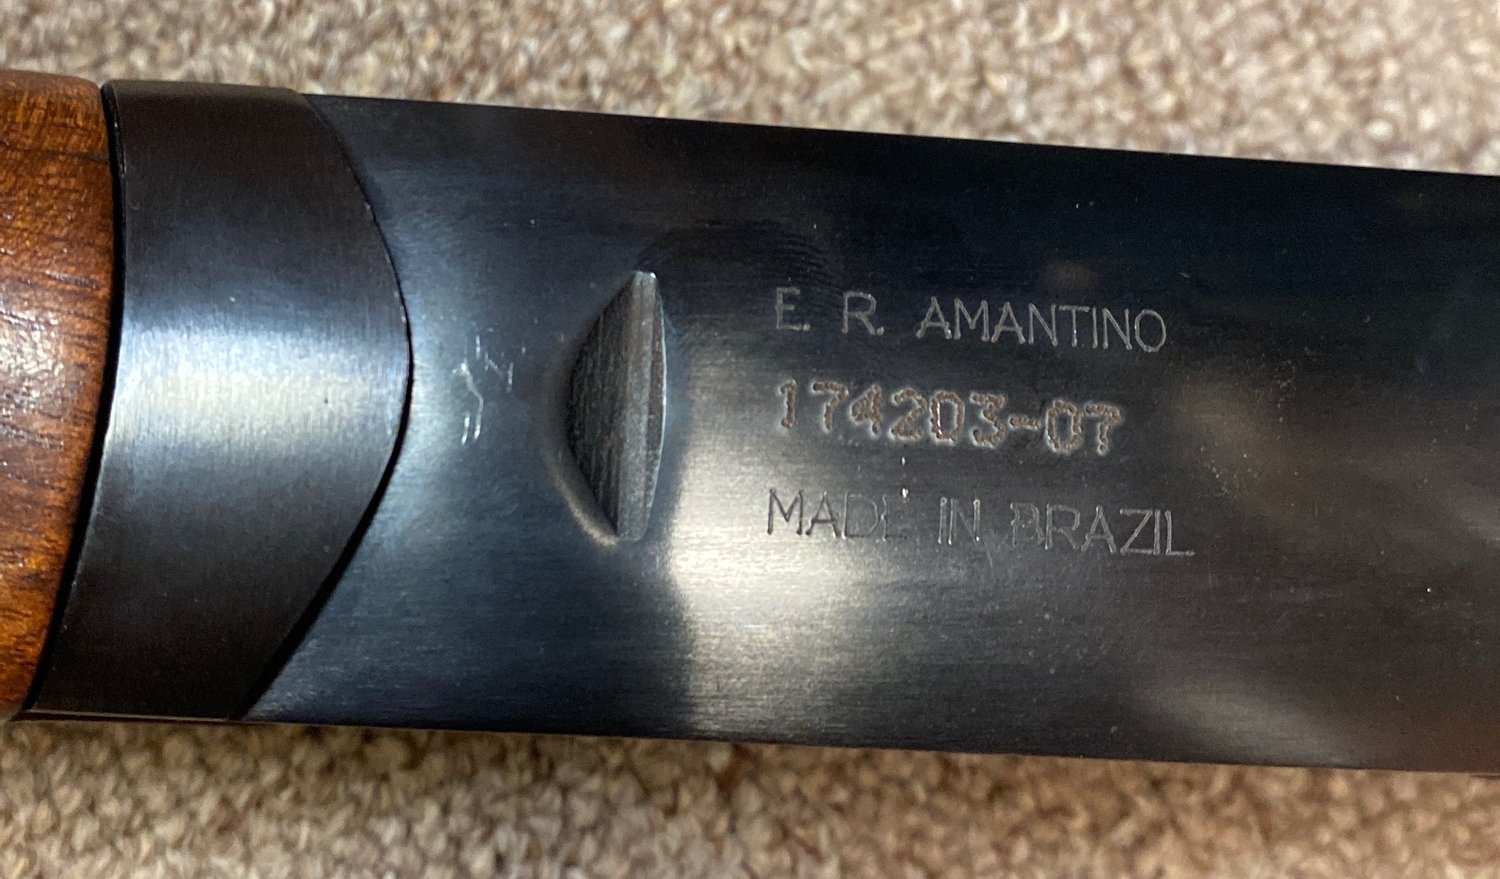 E. R. AMANTINO
174203-07
MADE IN BRAZIL